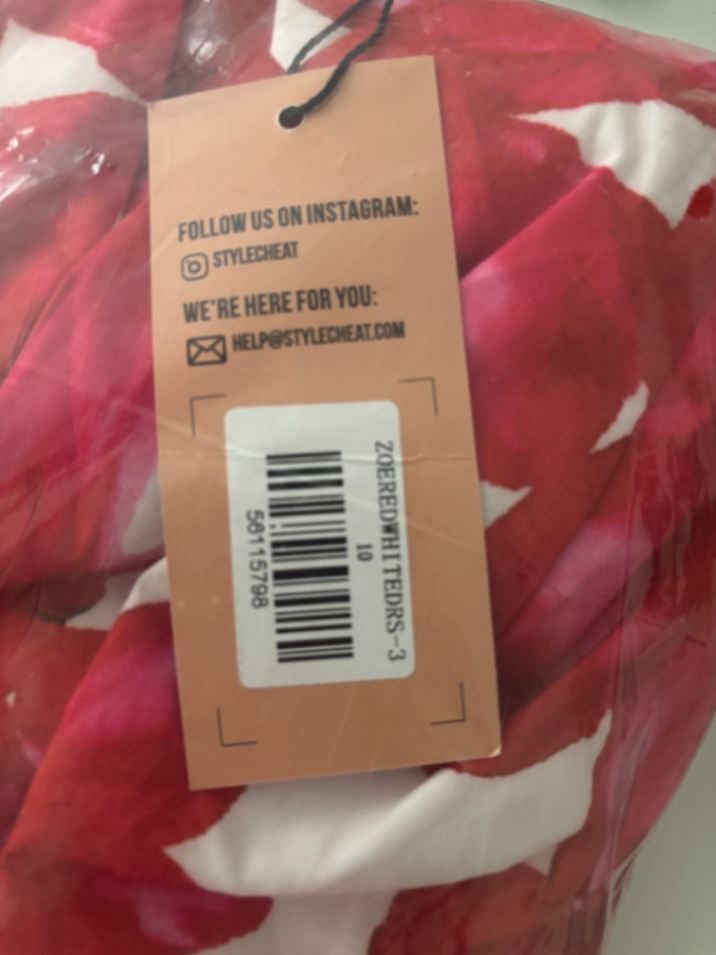 FOLLOW US ON INSTAGRAM:
STYLECHEAT
WE'RE HERE FOR YOU:
HELP@STYLECHEAT.COM
ZOEREDWHITEDRS-3
10
56115798